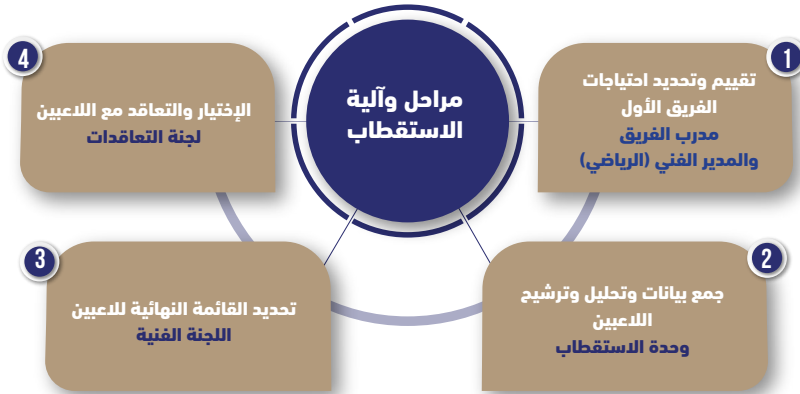 مراحل وآلية
الاستقطاب
1
تقييم وتحديد احتياجات
الفريق الأول
مدرب الفريق
والمدير الفني (الرياضي)
2
جمع بيانات وتحليل وترشيح
اللاعبين
وحدة الاستقطاب
3
تحديد القائمة النهائية للاعبين
اللجنة الفنية
4
الإختيار والتعاقد مع اللاعبين
لجنة التعاقدات